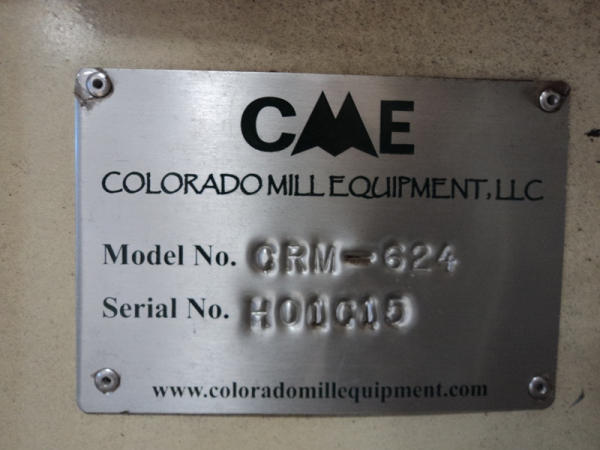 CME
COLORADO MILL EQUIPMENT, LLC
Model No. CRM-624
Serial No. H01C15
www.coloradomillequipment.com